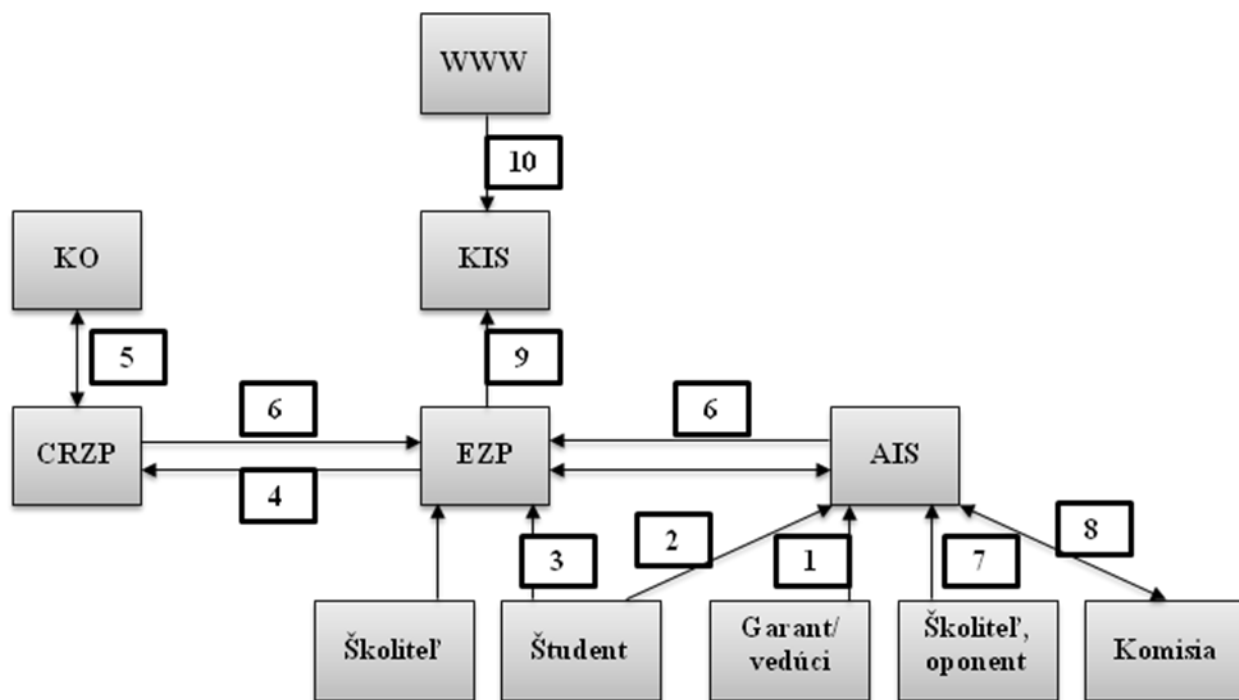 WWW
10
KO
KIS
5
9
6
6
CRZP
EZP
AIS
4
3
2
1
7
8
Školiteľ
Študent
Garant/
vedúci
Školiteľ,
oponent
Komisia